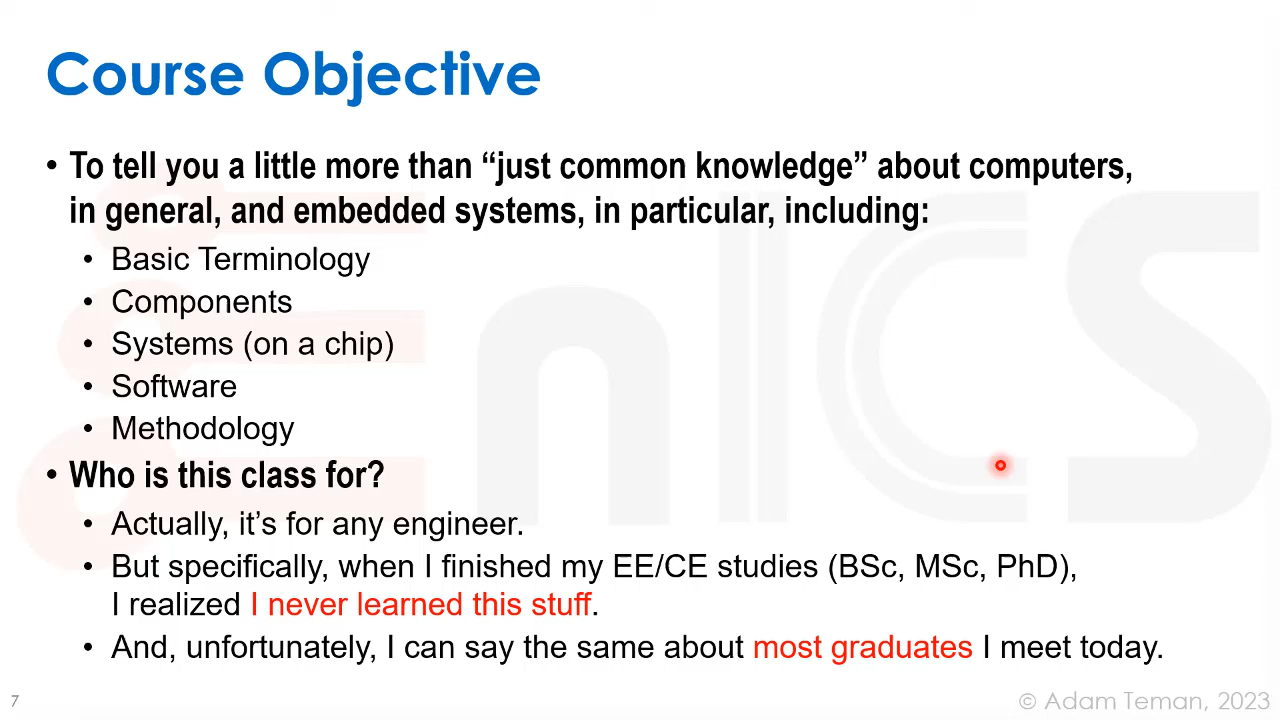 Course Objective
• To tell you a little more than “just common knowledge” about computers,
in general, and embedded systems, in particular, including:
• Basic Terminology
• Components
• Systems (on a chip)
• Software
• Methodology
• Who is this class for?
• Actually, it’s for any engineer.
• But specifically, when I finished my EE/CE studies (BSc, MSc, PhD),
I realized I never learned this stuff.
• And, unfortunately, I can say the same about most graduates I meet today.
EnICS
7
© Adam Teman, 2023